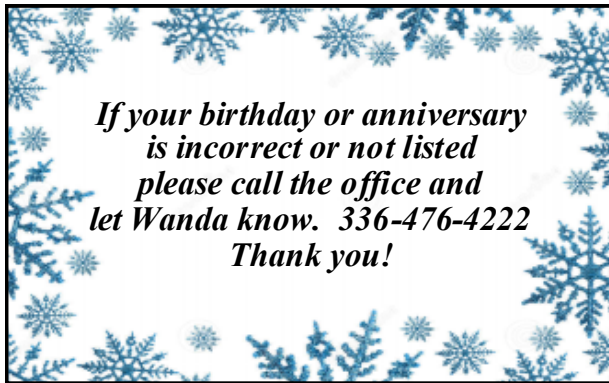 If your birthday or anniversary
is incorrect or not listed
please call the office and
let Wanda know.  336-476-4222
Thank you!